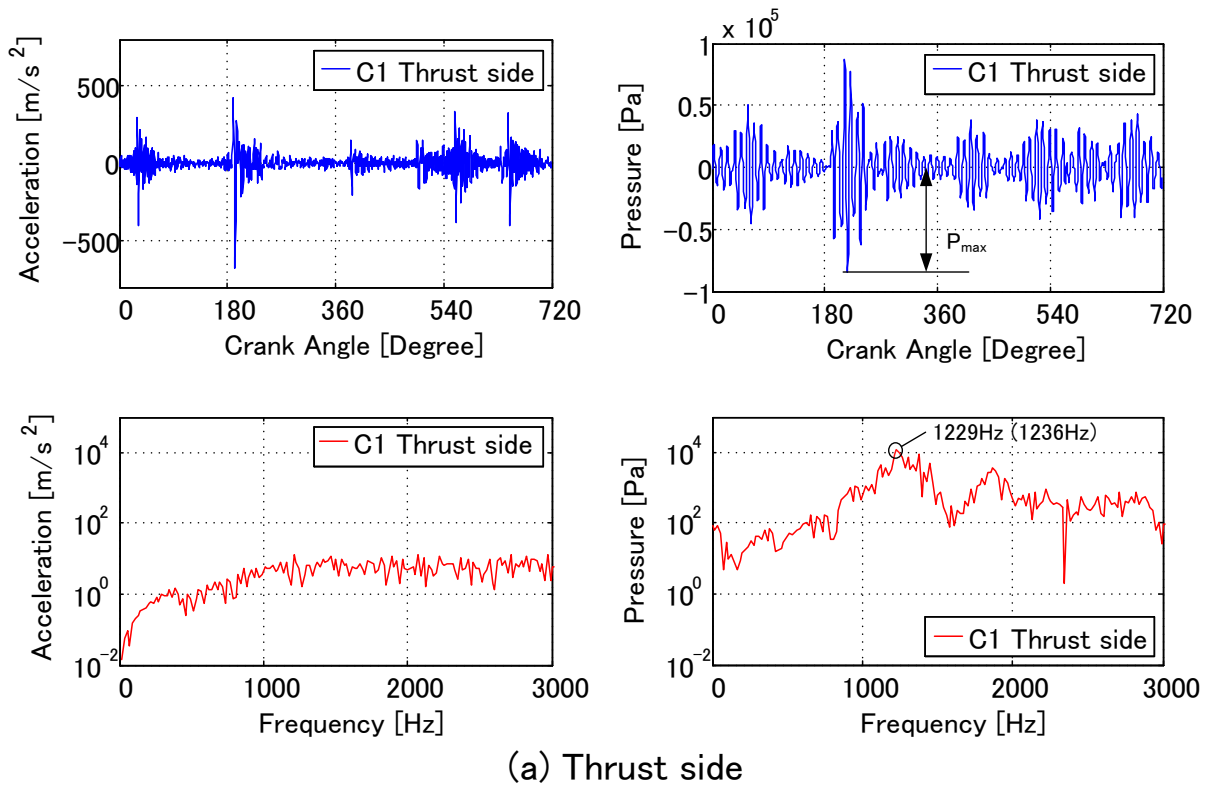 C1 Thrust side
500
0
−500
Acceleration [m/s 2]
0 180 360 540 720
Crank Angle [Degree]
x 10 5
C1 Thrust side
1
0.5
0
−0.5
−1
Pressure [Pa]
Pmax
0 180 360 540 720
Crank Angle [Degree]
C1 Thrust side
10 4
10 2
10 0
10 −2
Acceleration [m/s 2]
0 1000 2000 3000
Frequency [Hz]
1229Hz (1236Hz)
10 4
10 2
10 0
10 −2
Pressure [Pa]
C1 Thrust side
0 1000 2000 3000
Frequency [Hz]
(a) Thrust side